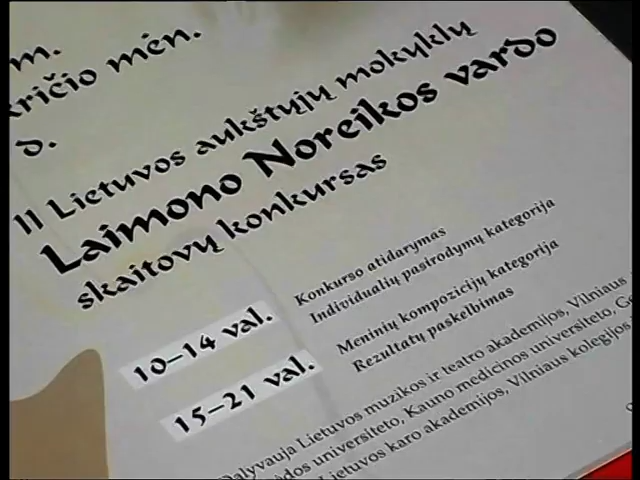 m.
kričio mėn.
d.
II Lietuvos aukštųjų mokyklų
Laimono Noreikos vardo
skaitovų konkursas
10–14 val.
Konkurso atidarymas
Individualių pasirodymų kategorija
15–21 val.
Meninių kompozicijų kategorija
Rezultatų paskelbimas
Dalyvauja Lietuvos muzikos ir teatro akademijos, Vilniaus
dos universiteto, Kauno medicinos universiteto, Ge
Lietuvos karo akademijos, Vilniaus kolegijos